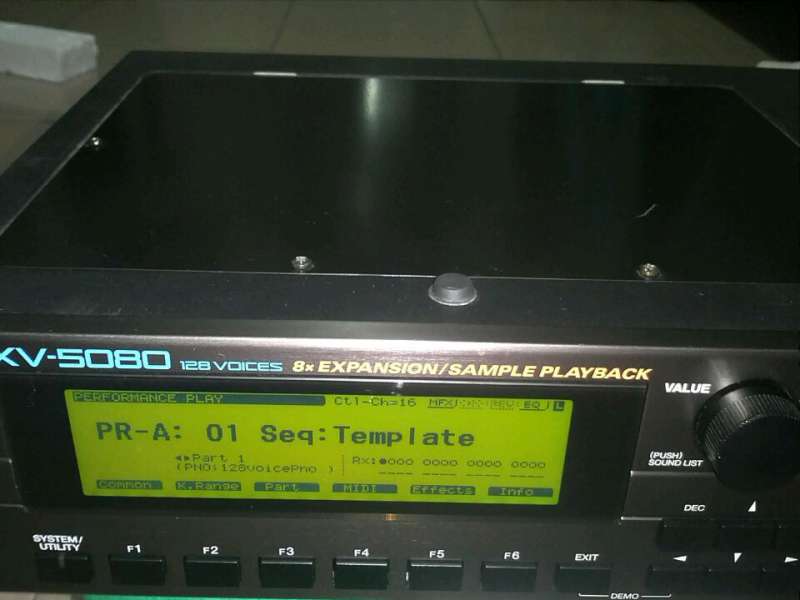 XV-5080 128 VOICES 8x EXPANSION/SAMPLE PLAYBACK
PERFORMANCE PLAY Ctl-Ch=16 MFX EQ L
PR-A: 01 Seq:Template
Part 1
(PNO:128voicePno )
RX:●000 0000 0000 0000
Common K.Range Part MIDI Effects Info
VALUE
(PUSH)
SOUND LIST
DEC
SYSTEM/
UTILITY
F1 F2 F3 F4 F5 F6 EXIT
DEMO